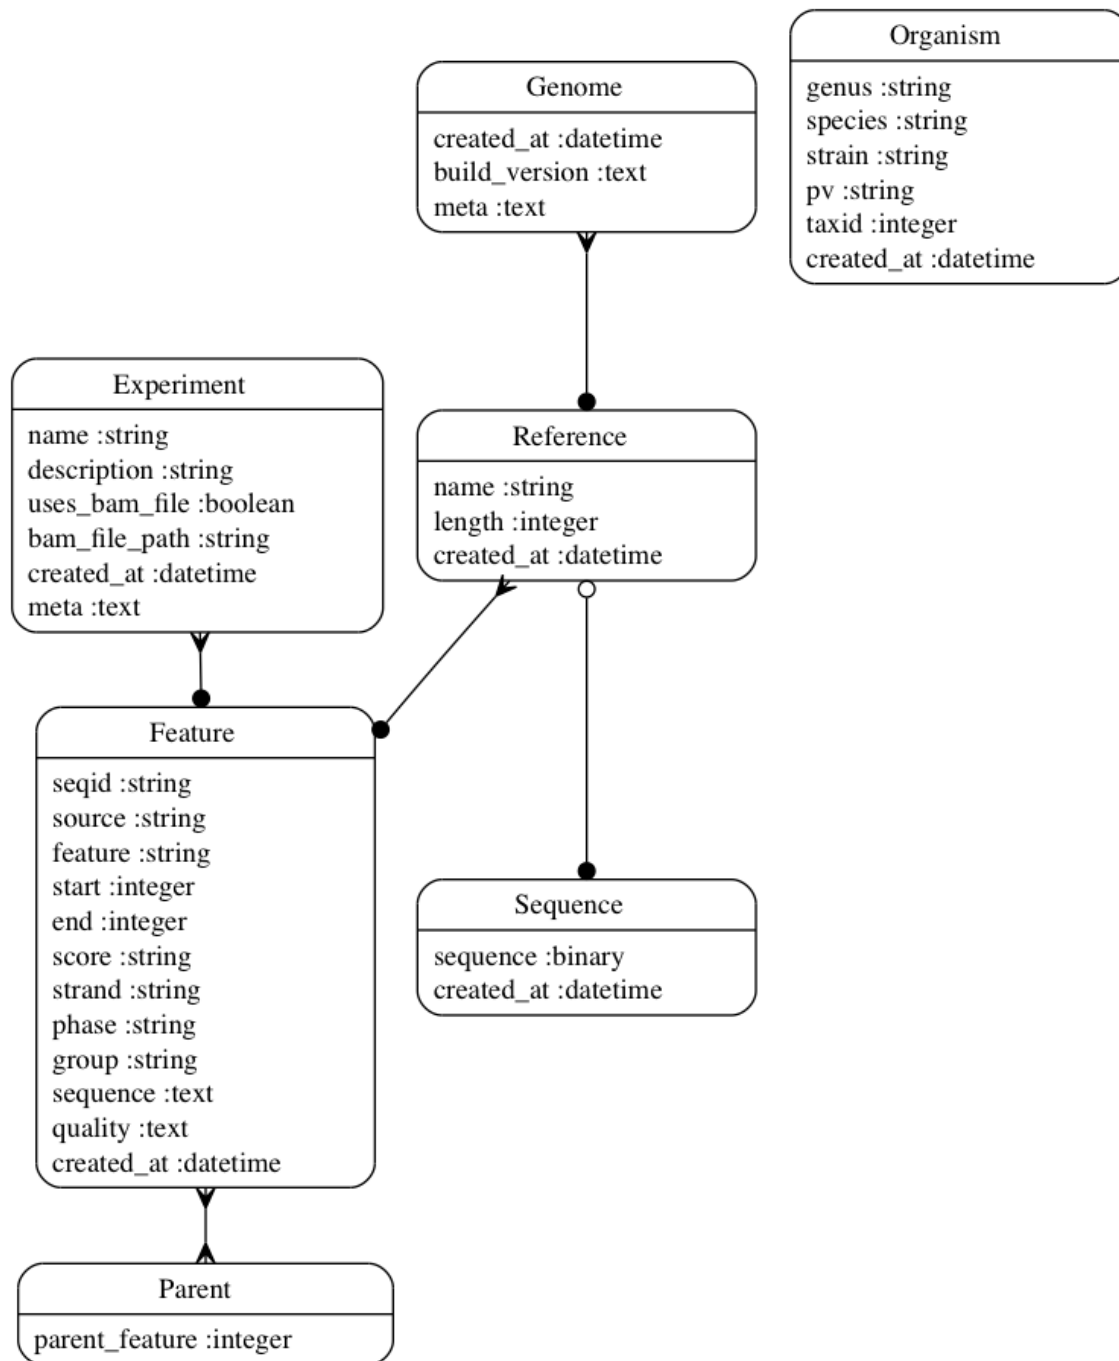 Organism
genus :string
species :string
strain :string
pv :string
taxid :integer
created_at :datetime
Genome
created_at :datetime
build_version :text
meta :text
Experiment
name :string
description :string
uses_bam_file :boolean
bam_file_path :string
created_at :datetime
meta :text
Reference
name :string
length :integer
created_at :datetime
Feature
seqid :string
source :string
feature :string
start :integer
end :integer
score :string
strand :string
phase :string
group :string
sequence :text
quality :text
created_at :datetime
Sequence
sequence :binary
created_at :datetime
Parent
parent_feature :integer